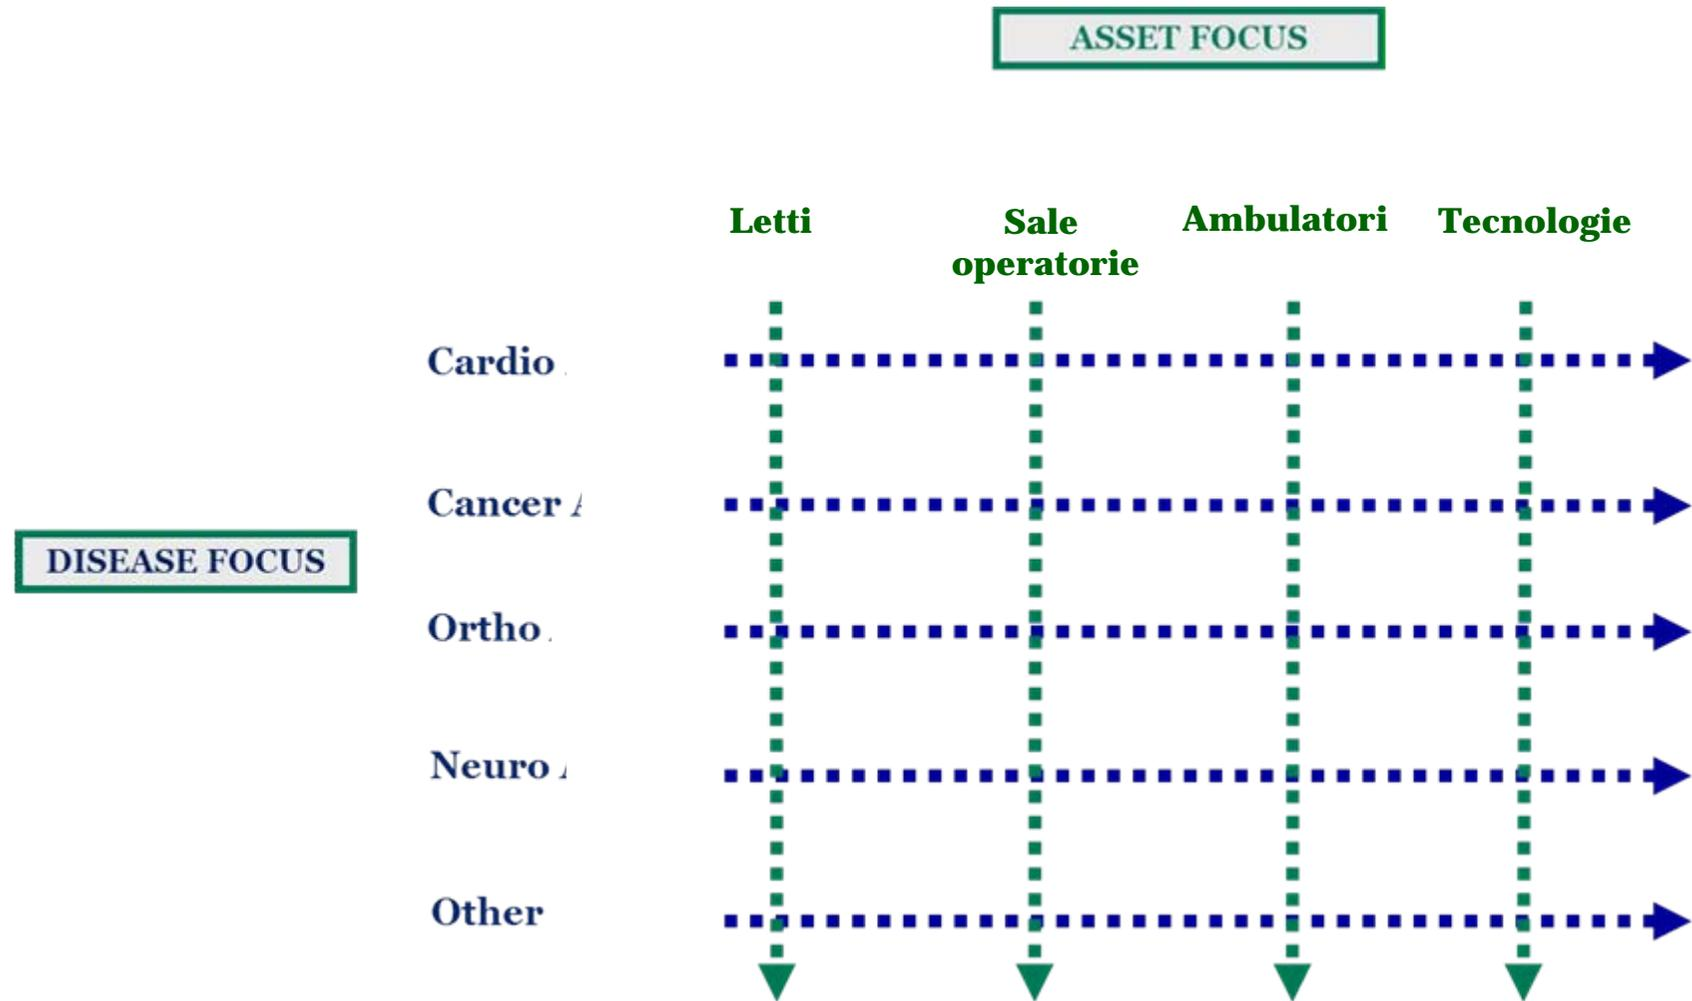 ASSET FOCUS
Letti
Sale
operatorie
Ambulatori
Tecnologie
Cardio
Cancer
DISEASE FOCUS
Ortho
Neuro
Other